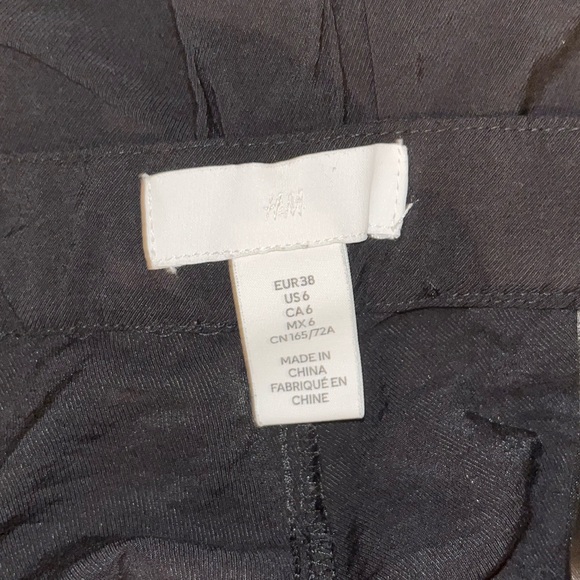 H&M
EUR38
US6
CA6
MX6
CN165/72A
MADE IN
CHINA
FABRIQUÉ EN
CHINE